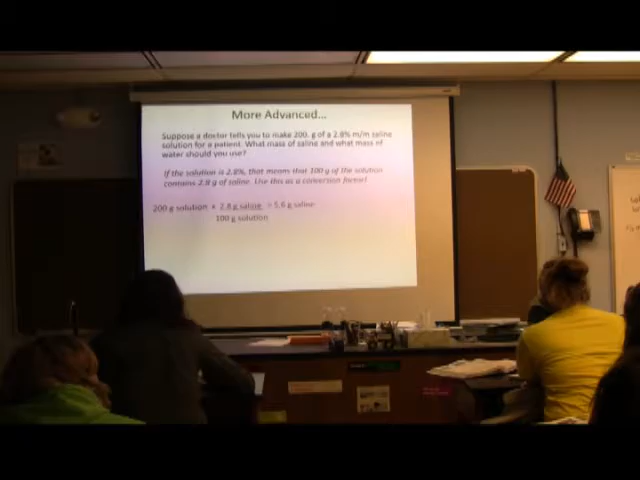 More Advanced...
Suppose a doctor tells you to make 200. g of a 2.8% m/m saline
solution for a patient. What mass of saline and what mass of
water should you use?
If the solution is 2.8%, that means that 100 g of the solution
contains 2.8 g of saline. Use this as a conversion factor!
200 g solution x 2.8 g saline = 5.6 g saline
100 g solution